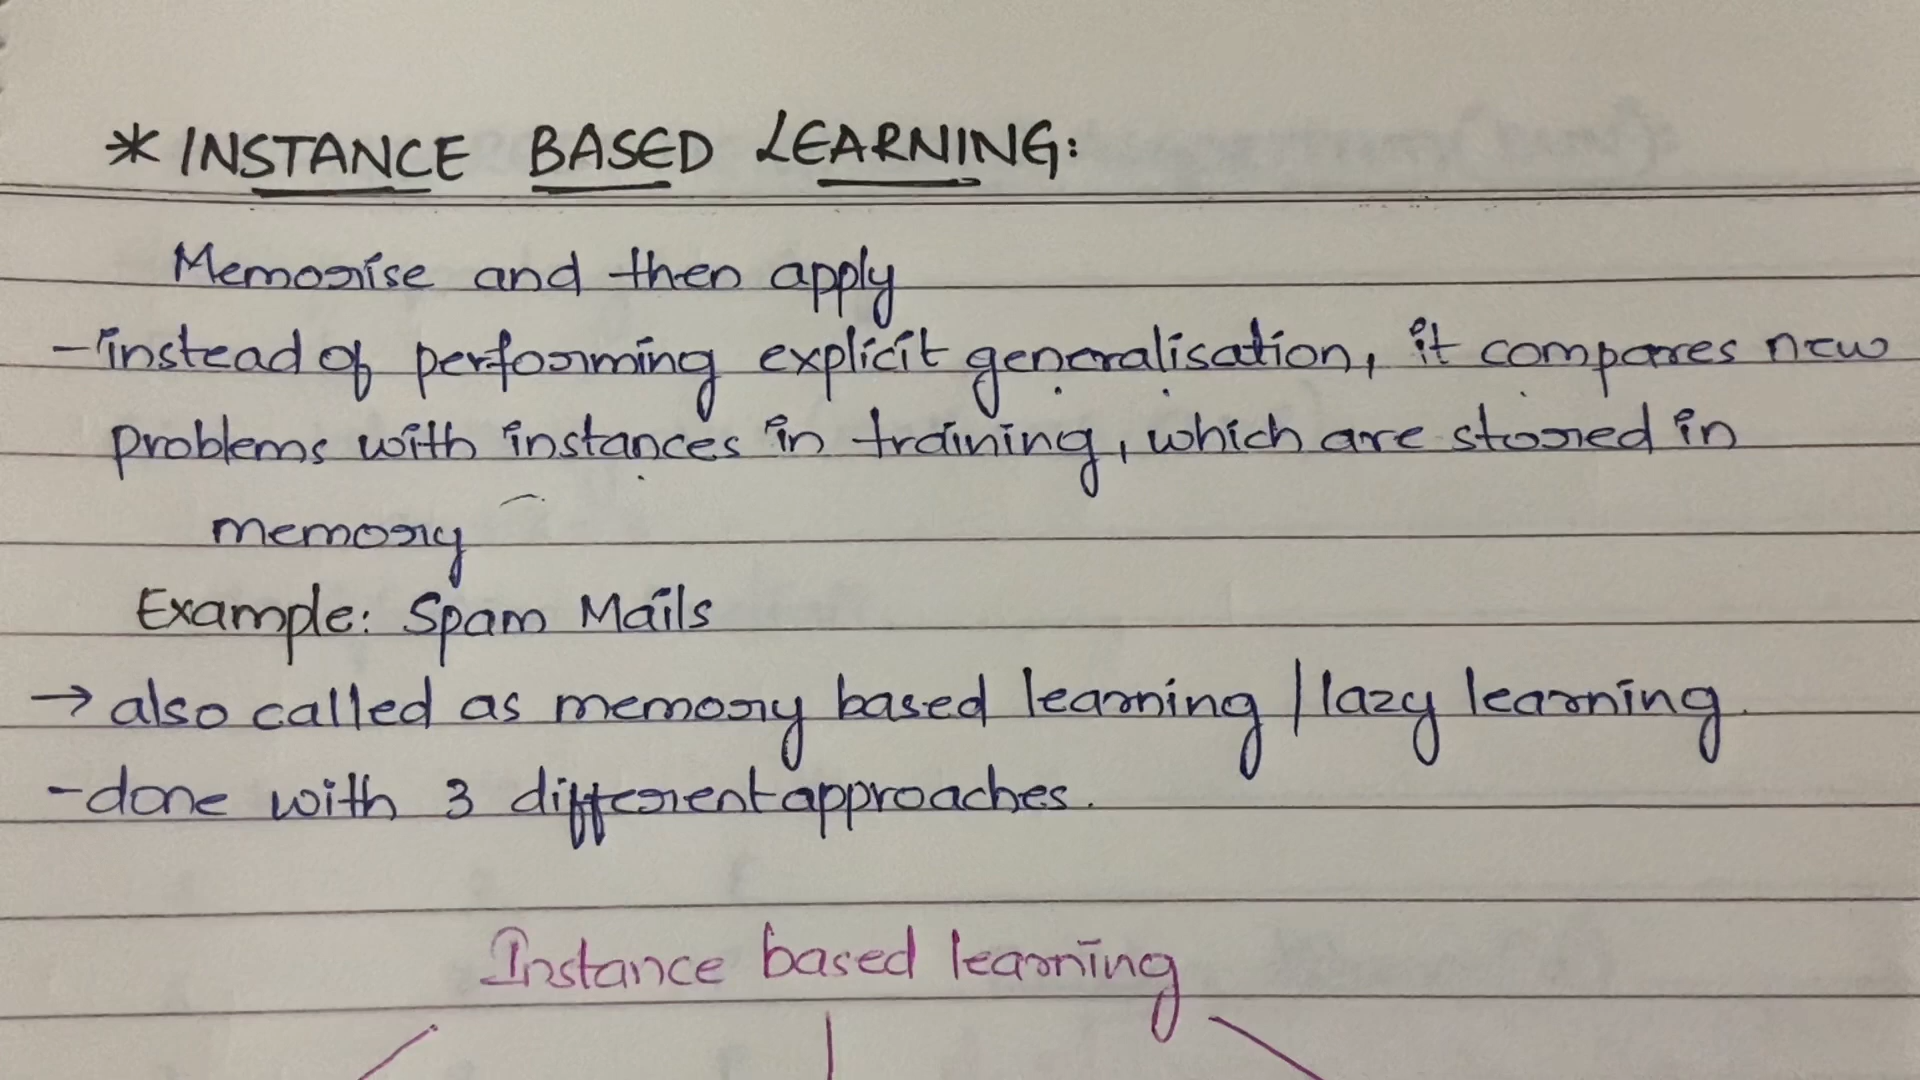 * INSTANCE BASED LEARNING:
Memorise and then apply
- instead of performing explicit generalisation, it compares new
problems with instances in training, which are stored in
memory
Example: Spam Mails
→ also called as memory based learning / lazy learning.
- done with 3 different approaches.
Instance based learning